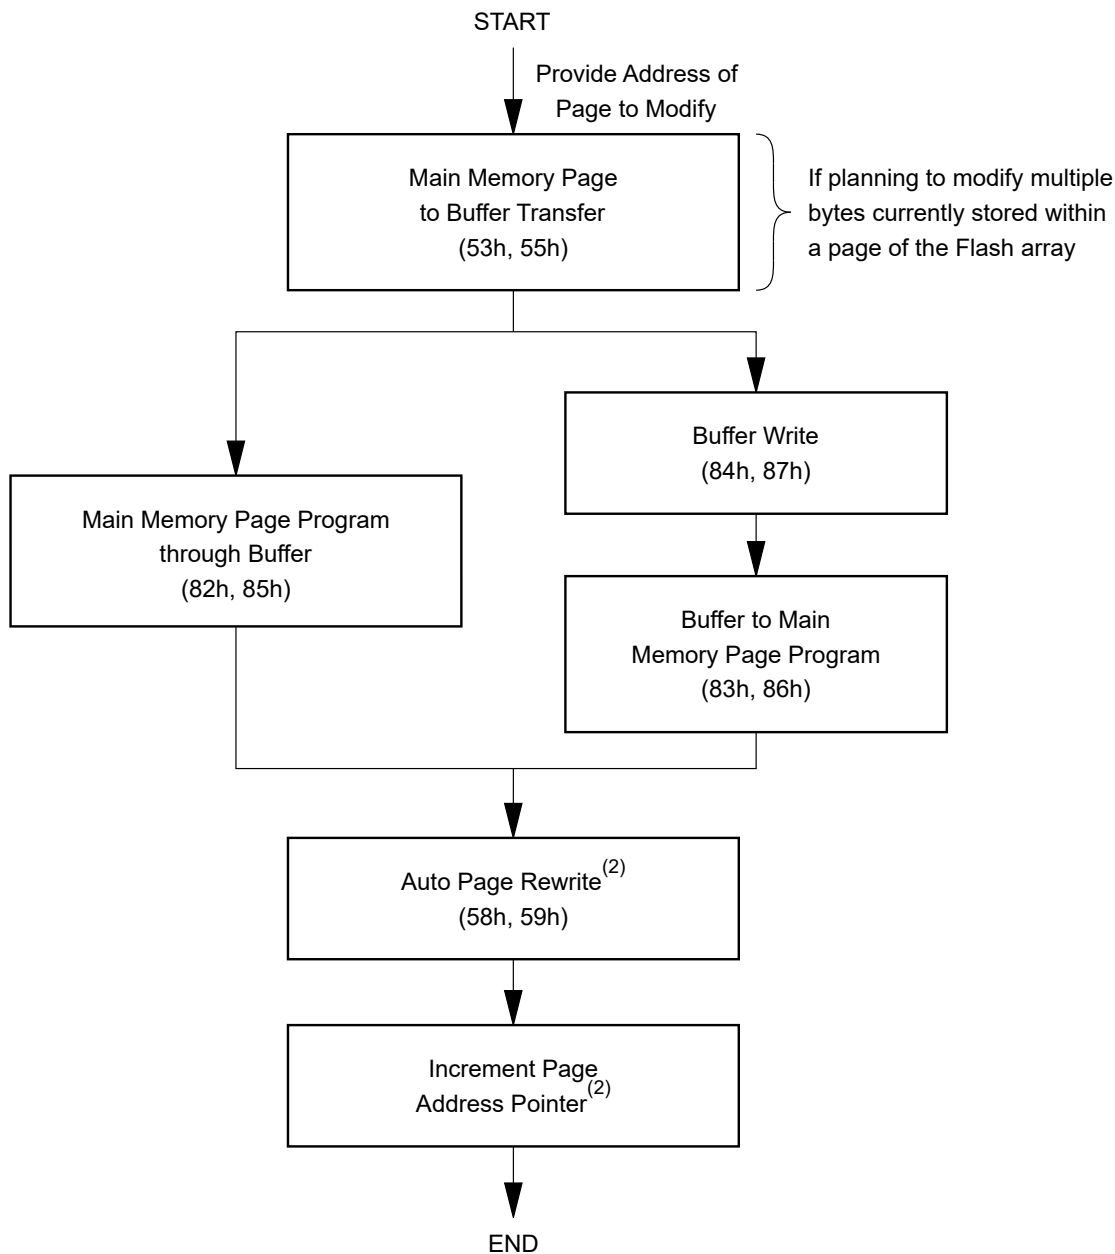 START
Provide Address of
Page to Modify
Main Memory Page
to Buffer Transfer
(53h, 55h)
If planning to modify multiple
bytes currently stored within
a page of the Flash array
Buffer Write
(84h, 87h)
Main Memory Page Program
through Buffer
(82h, 85h)
Buffer to Main
Memory Page Program
(83h, 86h)
Auto Page Rewrite(2)
(58h, 59h)
Increment Page
Address Pointer(2)
END